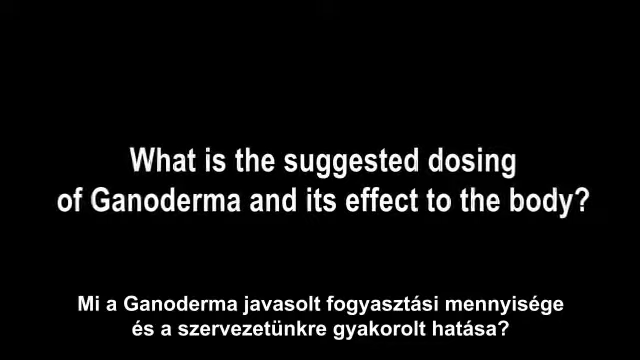 What is the suggested dosing
of Ganoderma and its effect to the body?
Mi a Ganoderma javasolt fogyasztási mennyisége
és a szervezetünkre gyakorolt hatása?